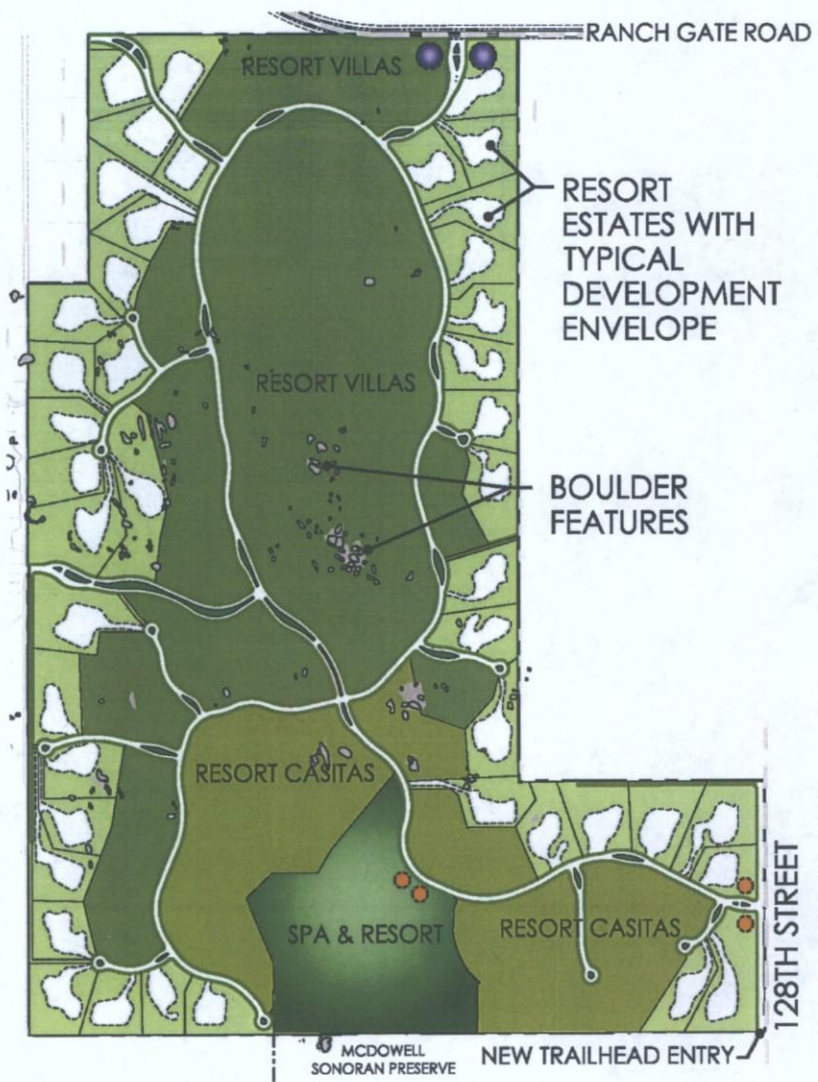 RANCH GATE ROAD
RESORT VILLAS
RESORT
ESTATES WITH
TYPICAL
DEVELOPMENT
ENVELOPE
RESORT VILLAS
BOULDER
FEATURES
RESORT CASITAS
SPA & RESORT
RESORT CASITAS
128TH STREET
MCDOWELL
SONORAN PRESERVE
NEW TRAILHEAD ENTRY